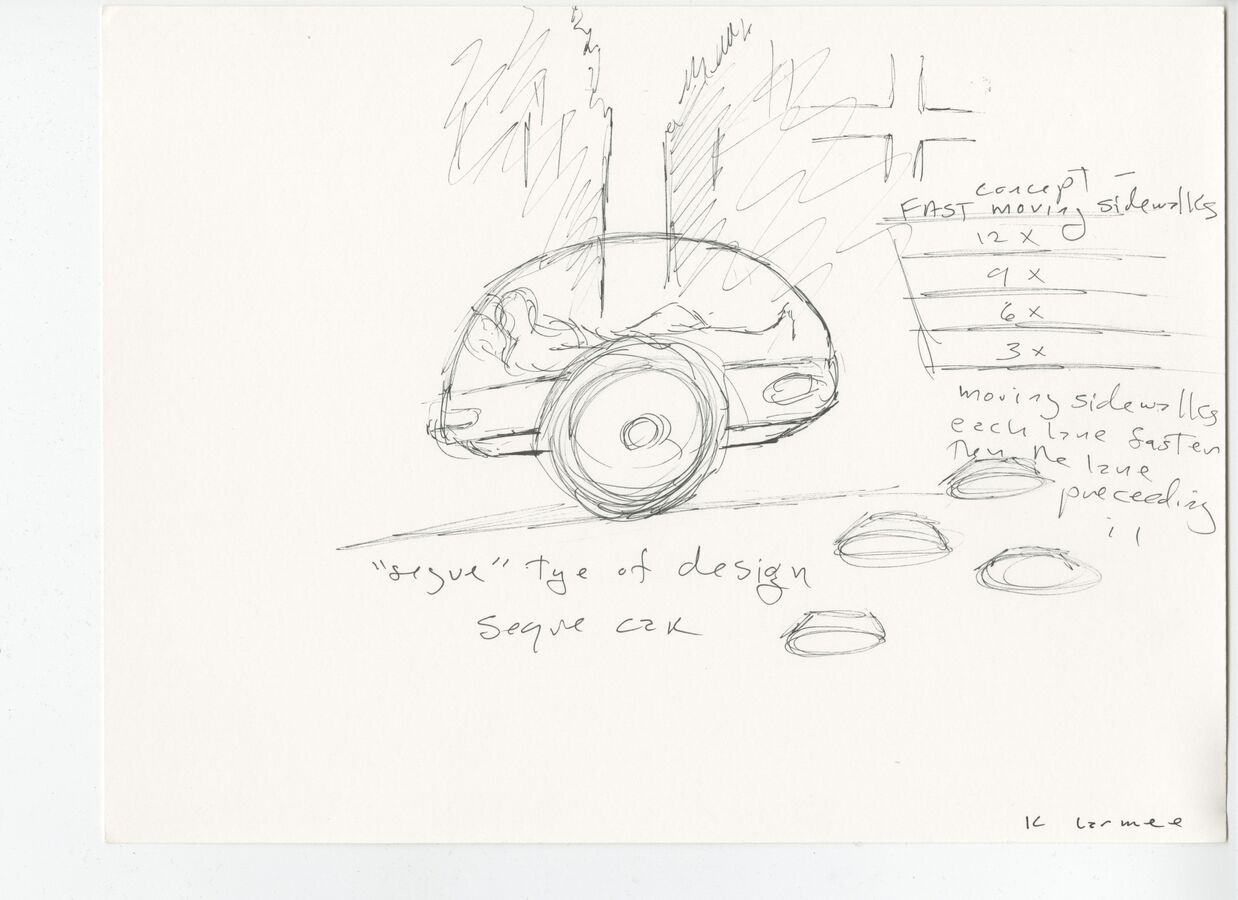 concept -
FAST moving sidewalks
12 x
9 x
6 x
3 x
moving sidewalks
each lane faster
then the lane
preceeding
it
"segue" tye of design
Segue car
K Larmee